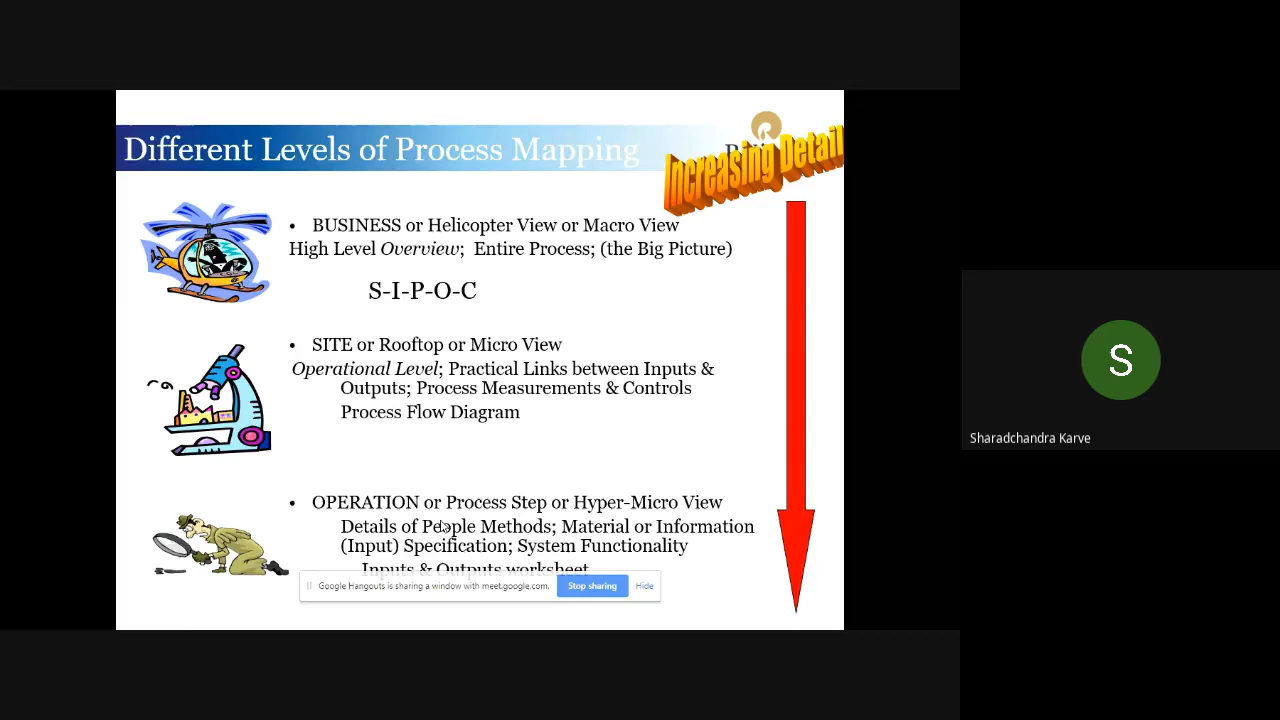 Different Levels of Process Mapping
Increasing Detail
• BUSINESS or Helicopter View or Macro View
High Level Overview; Entire Process; (the Big Picture)
S-I-P-O-C
• SITE or Rooftop or Micro View
Operational Level; Practical Links between Inputs &
Outputs; Process Measurements & Controls
Process Flow Diagram
• OPERATION or Process Step or Hyper-Micro View
Details of People Methods; Material or Information
(Input) Specification; System Functionality
Inputs & Outputs worksheet
Google Hangouts is sharing a window with meet.google.com.
Stop sharing
Hide
S
Sharadchandra Karve